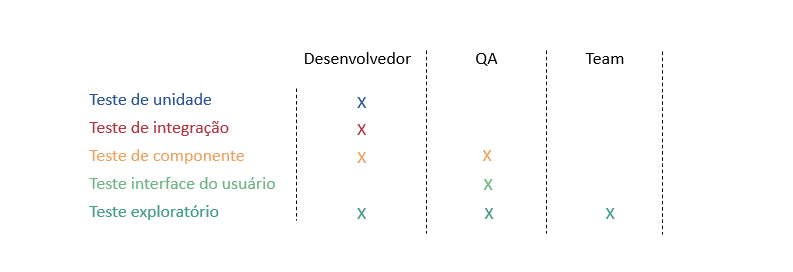 Desenvolvedor QA Team
Teste de unidade X
Teste de integração X
Teste de componente X X
Teste interface do usuário X
Teste exploratório X X X